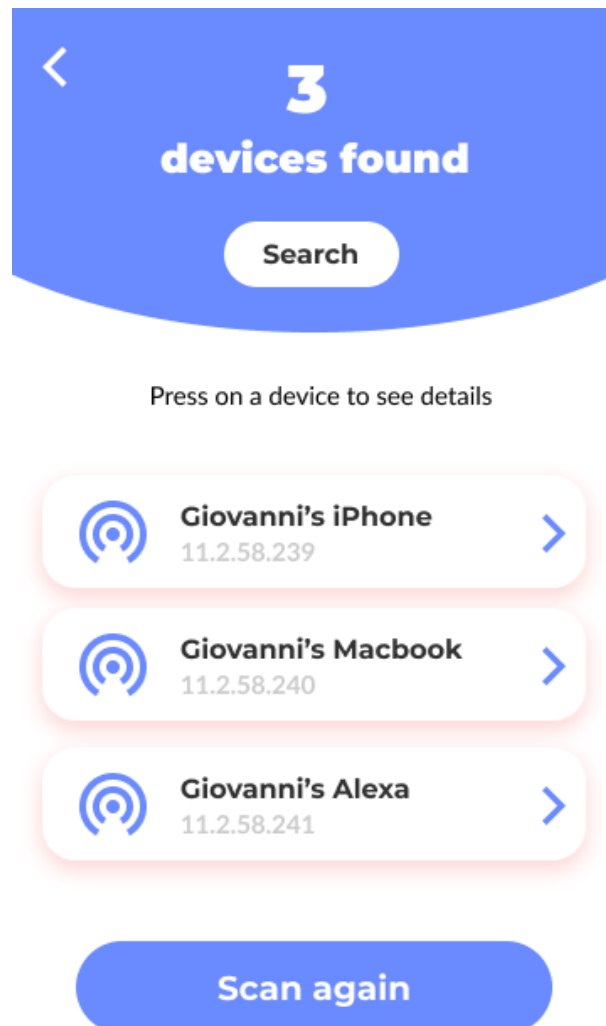 3
devices found
Search
Press on a device to see details
Giovanni’s iPhone
11.2.58.239
Giovanni’s Macbook
11.2.58.240
Giovanni’s Alexa
11.2.58.241
Scan again